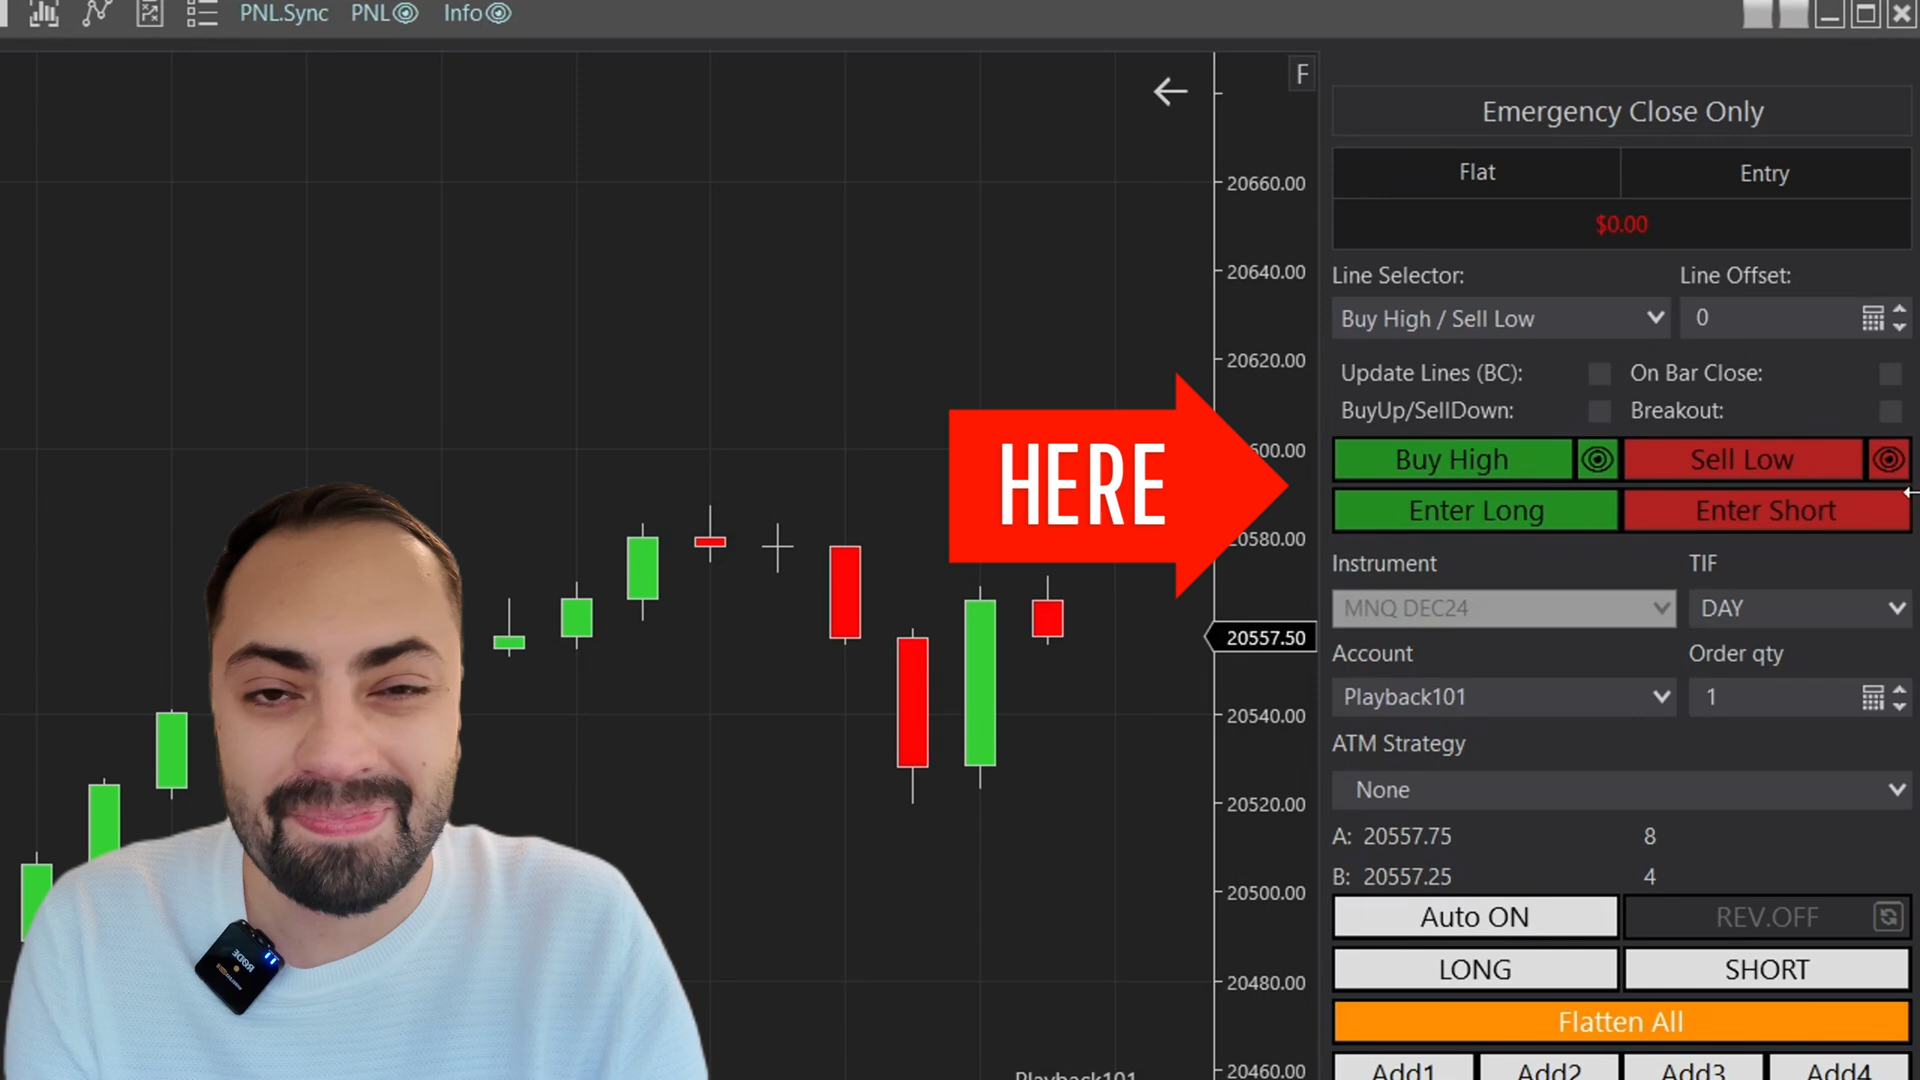 PNL.Sync PNL Info
F
Emergency Close Only
Flat Entry
$0.00
Line Selector: Line Offset:
Buy High / Sell Low 0
Update Lines (BC): On Bar Close:
BuyUp/SellDown: Breakout:
Buy High Sell Low
Enter Long Enter Short
Instrument TIF
MNQ DEC24 DAY
Account Order qty
Playback101 1
ATM Strategy
None
A: 20557.75 8
B: 20557.25 4
Auto ON REV.OFF
LONG SHORT
Flatten All
Add1 Add2 Add3 Add4
20660.00
20640.00
20620.00
600.00
20580.00
20557.50
20540.00
20520.00
20500.00
20480.00
20460.00
HERE
RØDE
Playback101